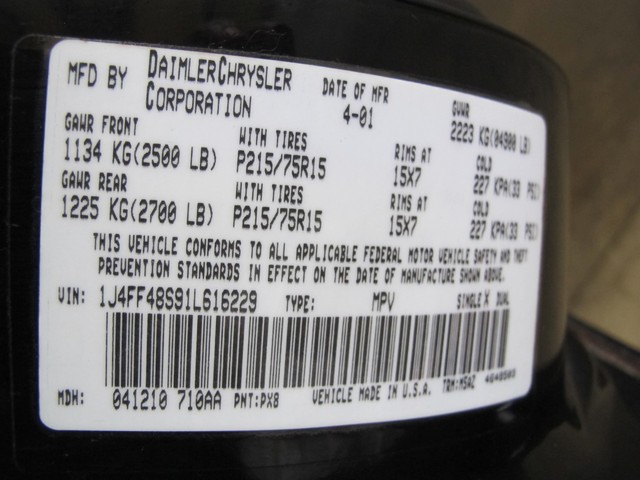 MFD BY DAIMLERCHRYSLER CORPORATION DATE OF MFR 4-01 GVWR 2223 KG(04900 LB)
GAWR FRONT WITH TIRES RIMS AT COLD
1134 KG(2500 LB) P215/75R15 15X7 227 KPA(33 PSI)
GAWR REAR WITH TIRES RIMS AT COLD
1225 KG(2700 LB) P215/75R15 15X7 227 KPA(33 PSI)
THIS VEHICLE CONFORMS TO ALL APPLICABLE FEDERAL MOTOR VEHICLE SAFETY AND THEFT
PREVENTION STANDARDS IN EFFECT ON THE DATE OF MANUFACTURE SHOWN ABOVE.
VIN: 1J4FF48S91L616229 TYPE: MPV SINGLE X DUAL
MDH: 041210 710AA PNT:PX8 VEHICLE MADE IN U.S.A. TRM:MSAZ